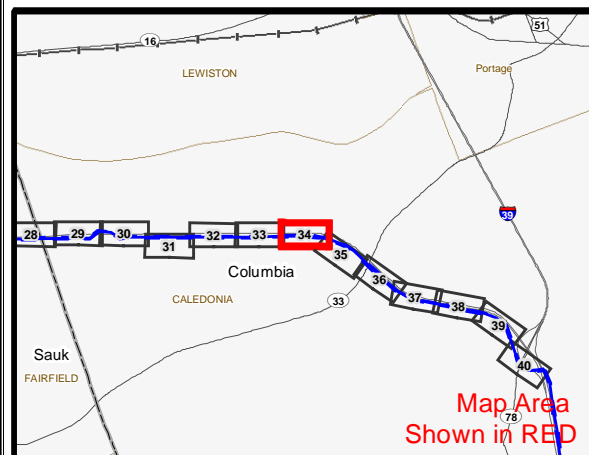 51
16
LEWISTON
Portage
39
28 29 30 31 32 33 34 35 36 37 38 39 40
Columbia
CALEDONIA
33
Sauk
FAIRFIELD
Map Area
78
Shown in RED